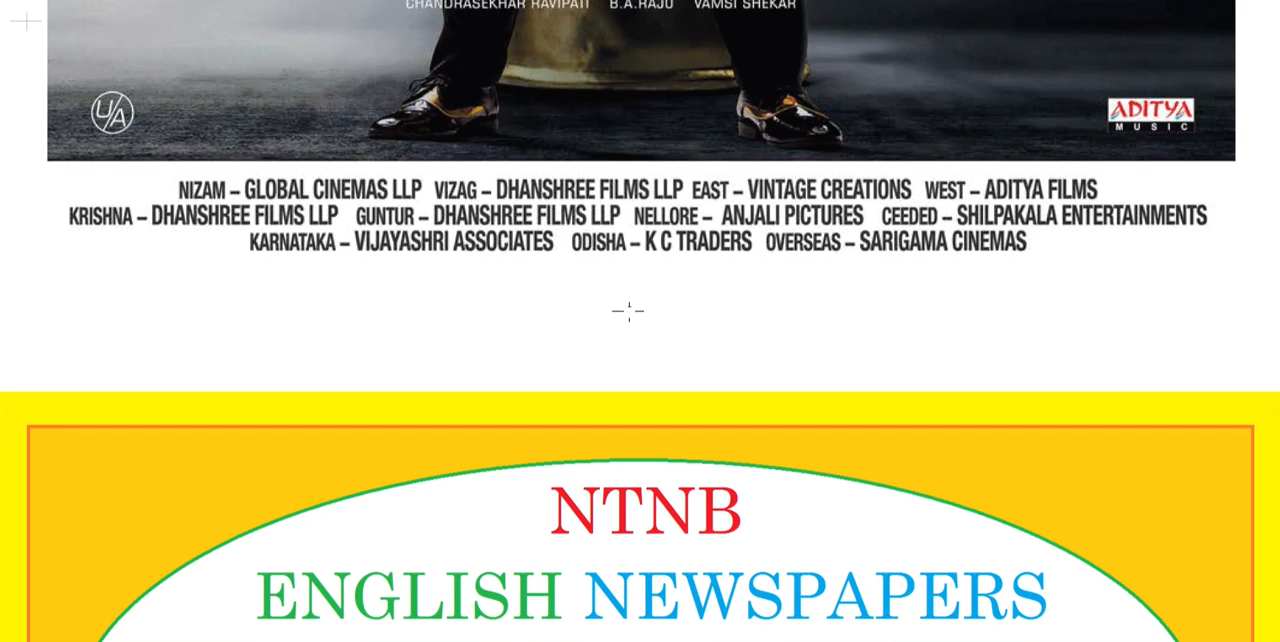 CHANDRASEKHAR RAVIPATI B.A.RAJU VAMSI SHEKAR
U/A
ADITYA
MUSIC
NIZAM – GLOBAL CINEMAS LLP VIZAG – DHANSHREE FILMS LLP EAST – VINTAGE CREATIONS WEST – ADITYA FILMS
KRISHNA – DHANSHREE FILMS LLP GUNTUR – DHANSHREE FILMS LLP NELLORE – ANJALI PICTURES CEEDED – SHILPAKALA ENTERTAINMENTS
KARNATAKA – VIJAYASHRI ASSOCIATES ODISHA – K C TRADERS OVERSEAS – SARIGAMA CINEMAS
NTNB
ENGLISH NEWSPAPERS